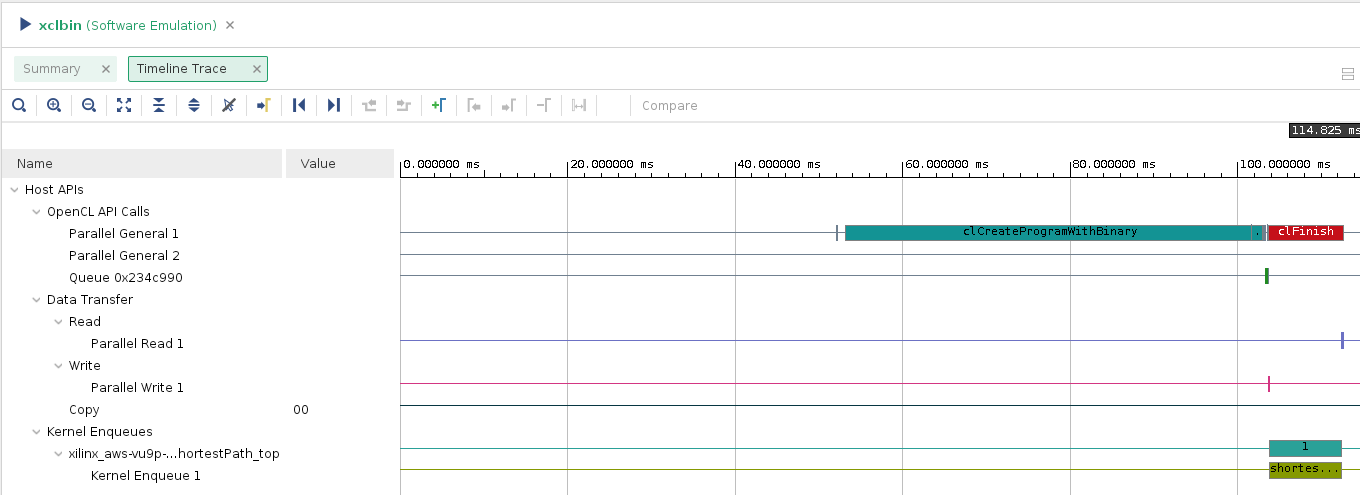 xclbin (Software Emulation)
Summary
Timeline Trace
Compare
114.825 ms
Name Value 0.000000 ms 20.000000 ms 40.000000 ms 60.000000 ms 80.000000 ms 100.000000 ms
Host APIs
OpenCL API Calls
Parallel General 1 clCreateProgramWithBinary . clFinish
Parallel General 2
Queue 0x234c990
Data Transfer
Read
Parallel Read 1
Write
Parallel Write 1
Copy 00
Kernel Enqueues
xilinx_aws-vu9p-...hortestPath_top 1
Kernel Enqueue 1 shortes...